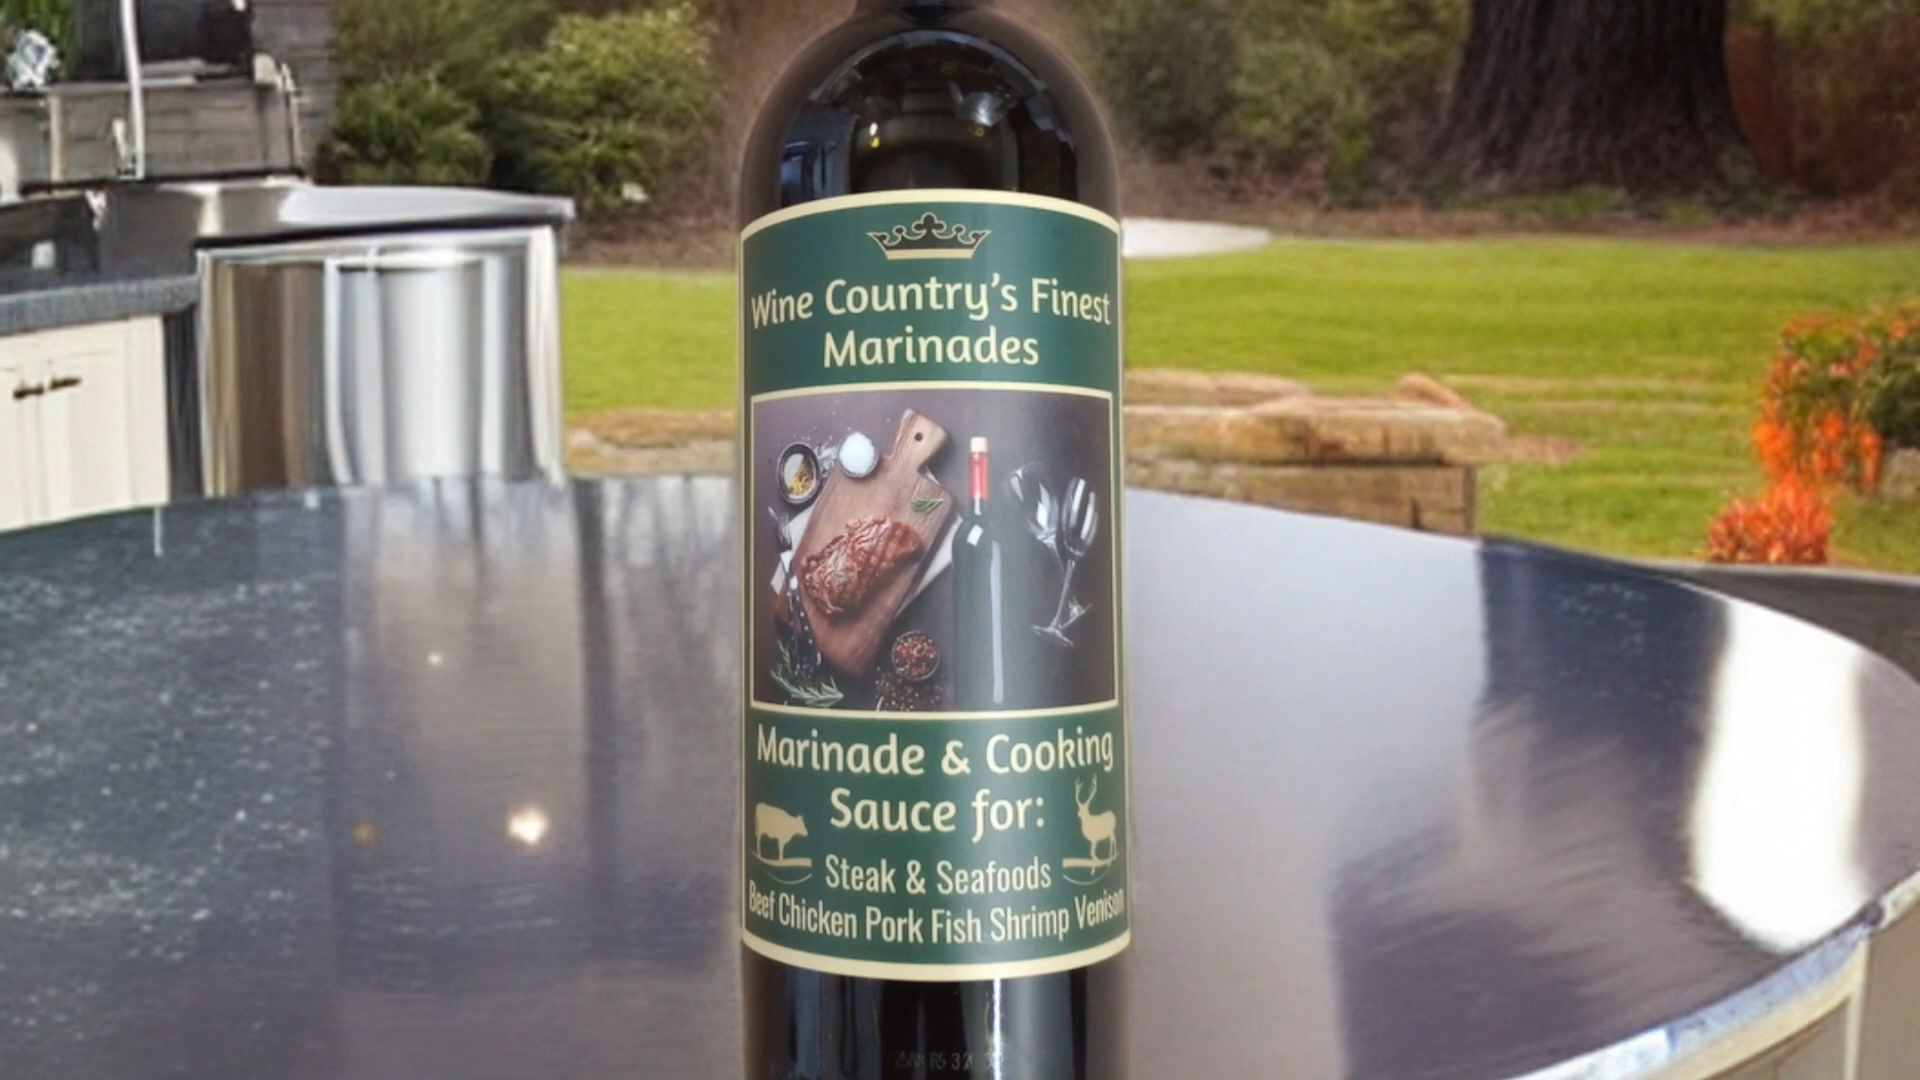 Wine Country's Finest
Marinades
Marinade & Cooking
Sauce for:
Steak & Seafoods
Beef Chicken Pork Fish Shrimp Venison